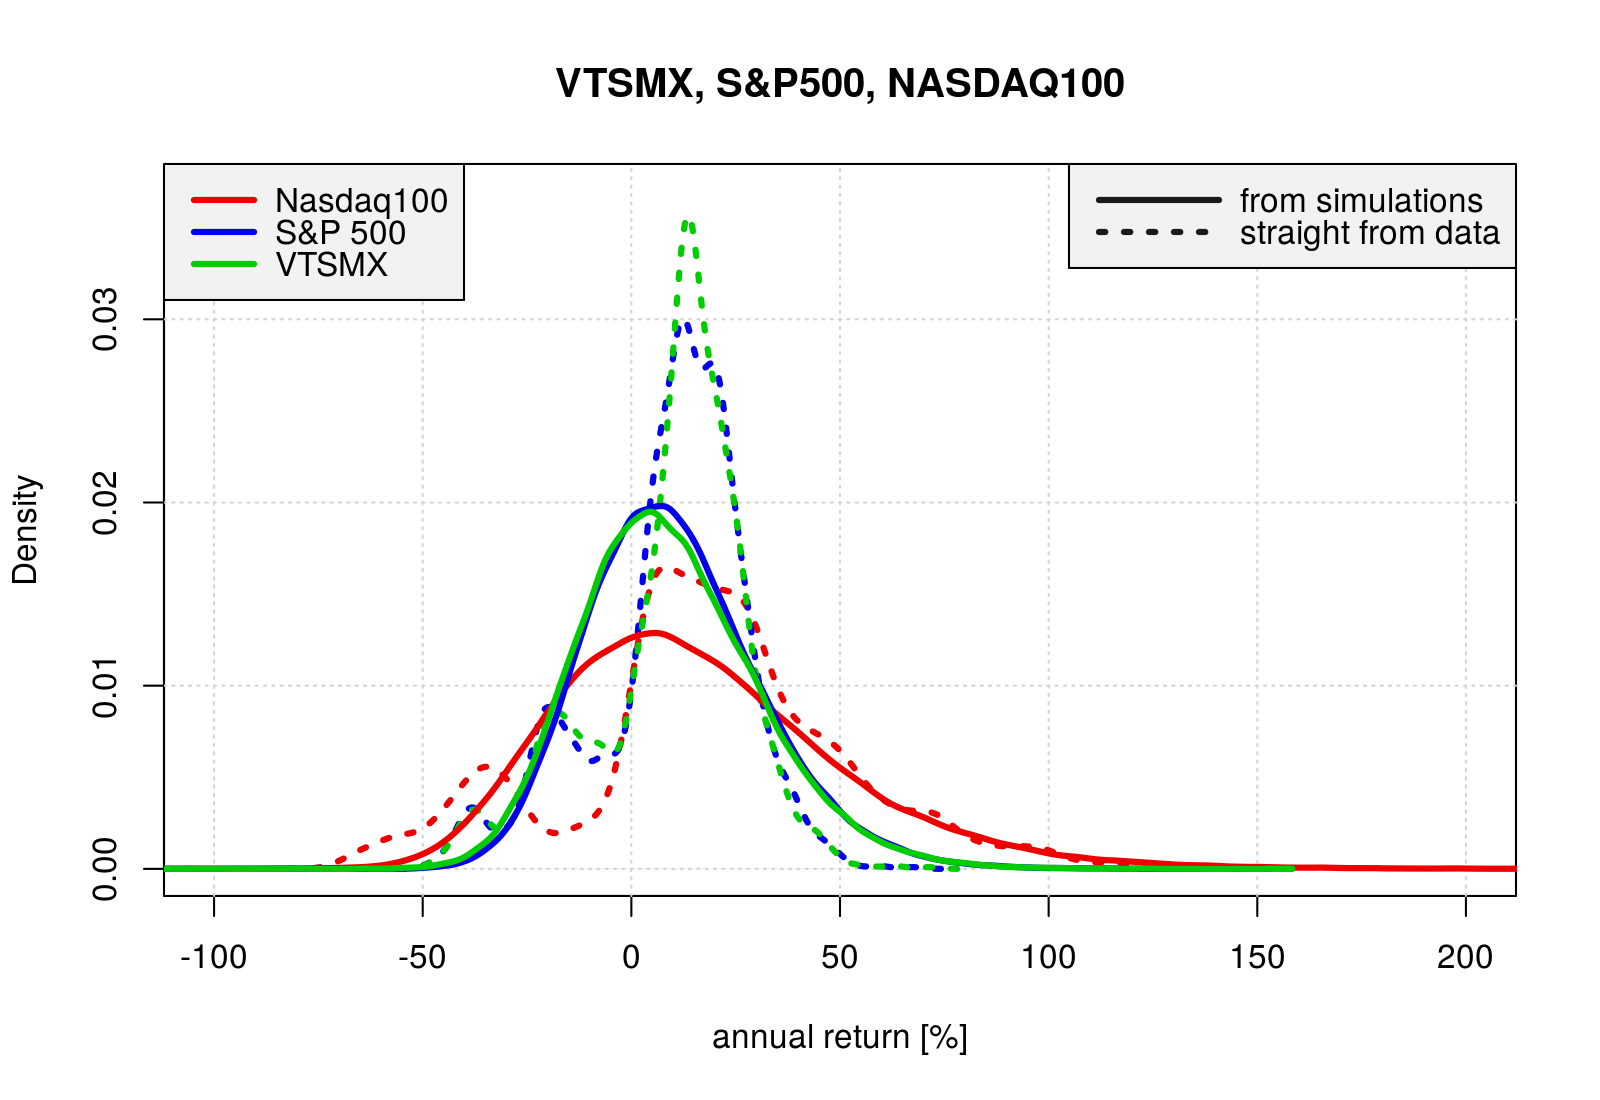 VTSMX, S&P500, NASDAQ100
Nasdaq100
S&P 500
VTSMX
from simulations
straight from data
Density
0.03
0.02
0.01
0.00
-100 -50 0 50 100 150 200
annual return [%]